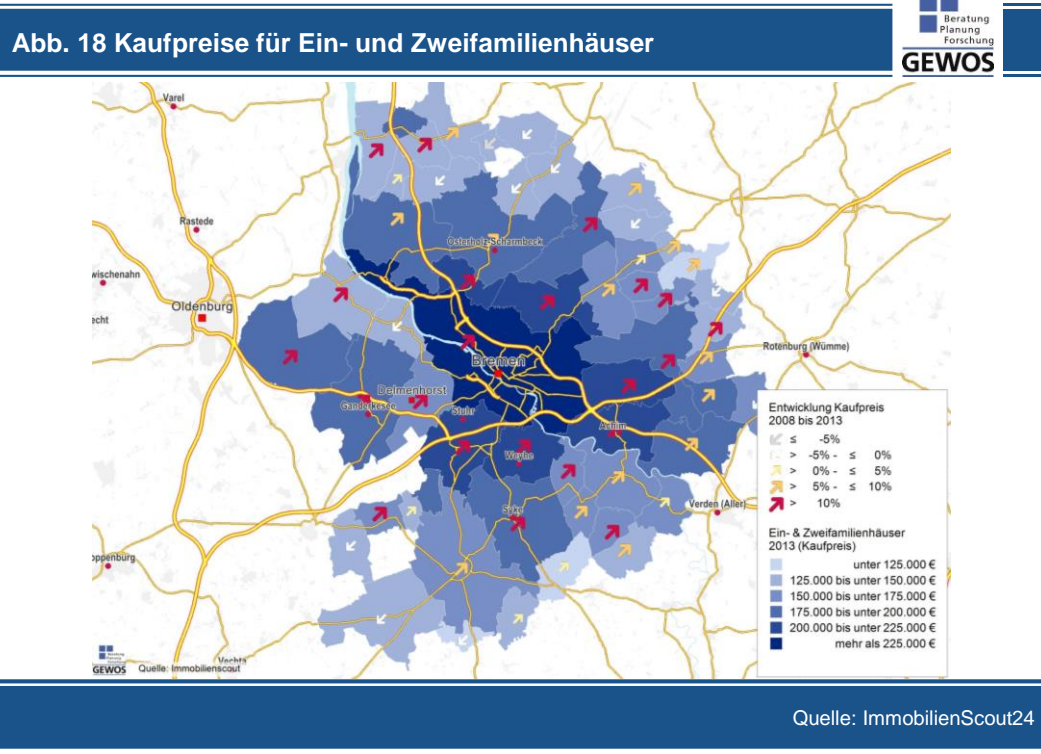 Abb. 18 Kaufpreise für Ein- und Zweifamilienhäuser
Beratung
Planung
Forschung
GEWOS
Varel
Rastede
Osterholz-Scharmbeck
wischenahn
Oldenburg
echt
Rotenburg (Wümme)
Bremen
Delmenhorst
Ganderkesee
Stuhr
Achim
Weyhe
Verden (Aller)
Syke
oppenburg
Vechta
Entwicklung Kaufpreis
2008 bis 2013
≤ -5%
> -5% - ≤ 0%
> 0% - ≤ 5%
> 5% - ≤ 10%
> 10%
Ein- & Zweifamilienhäuser
2013 (Kaufpreis)
unter 125.000 €
125.000 bis unter 150.000 €
150.000 bis unter 175.000 €
175.000 bis unter 200.000 €
200.000 bis unter 225.000 €
mehr als 225.000 €
GEWOS Quelle: Immobilienscout
Quelle: ImmobilienScout24